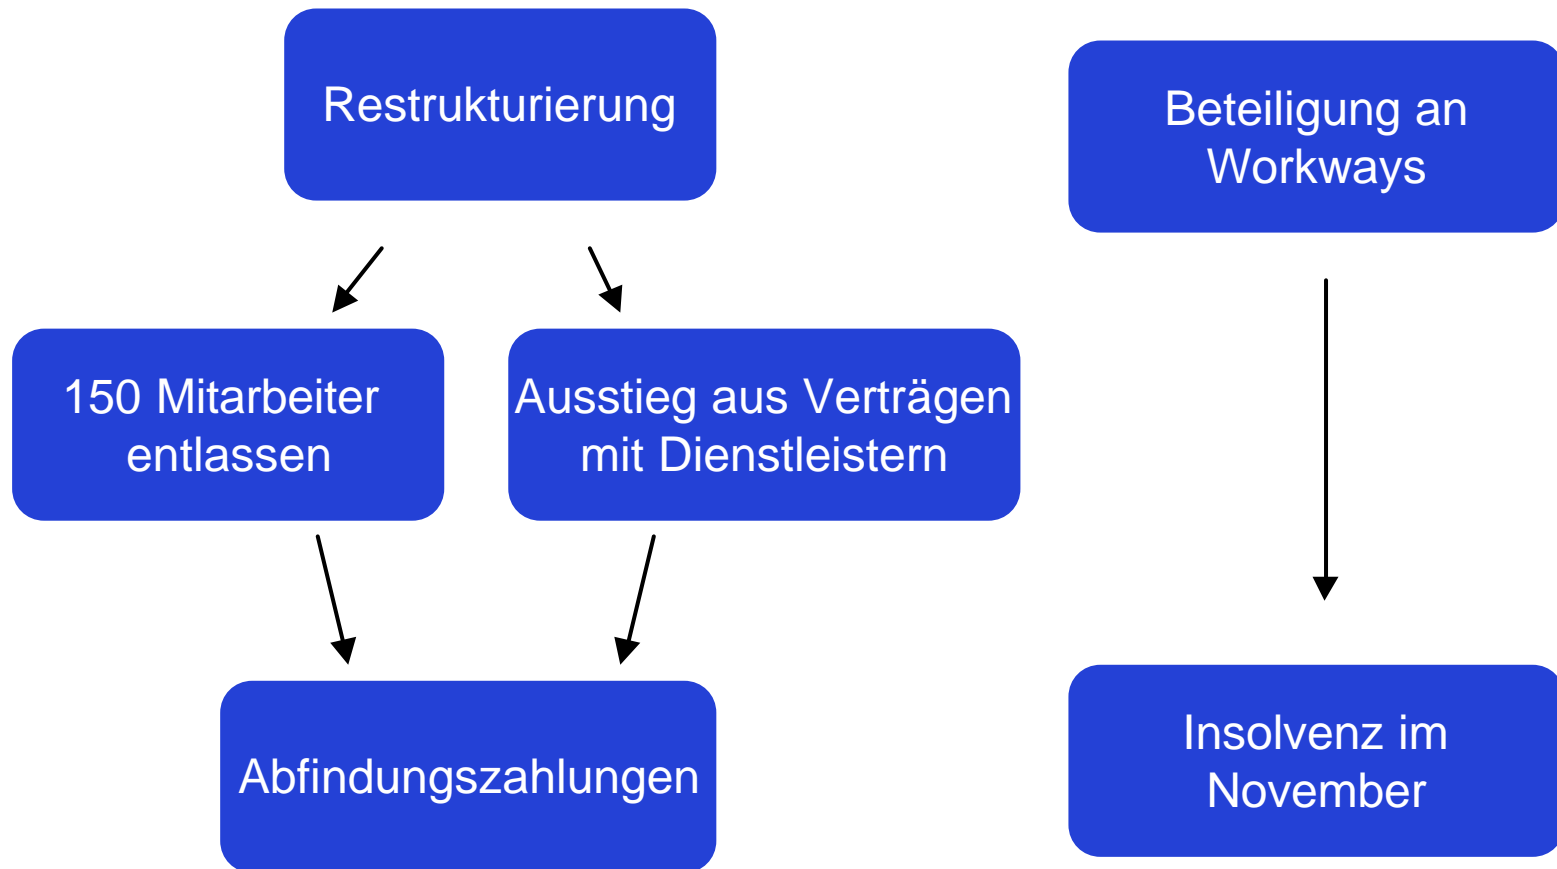 Restrukturierung
Beteiligung an
Workways
150 Mitarbeiter
entlassen
Ausstieg aus Verträgen
mit Dienstleistern
Abfindungszahlungen
Insolvenz im
November